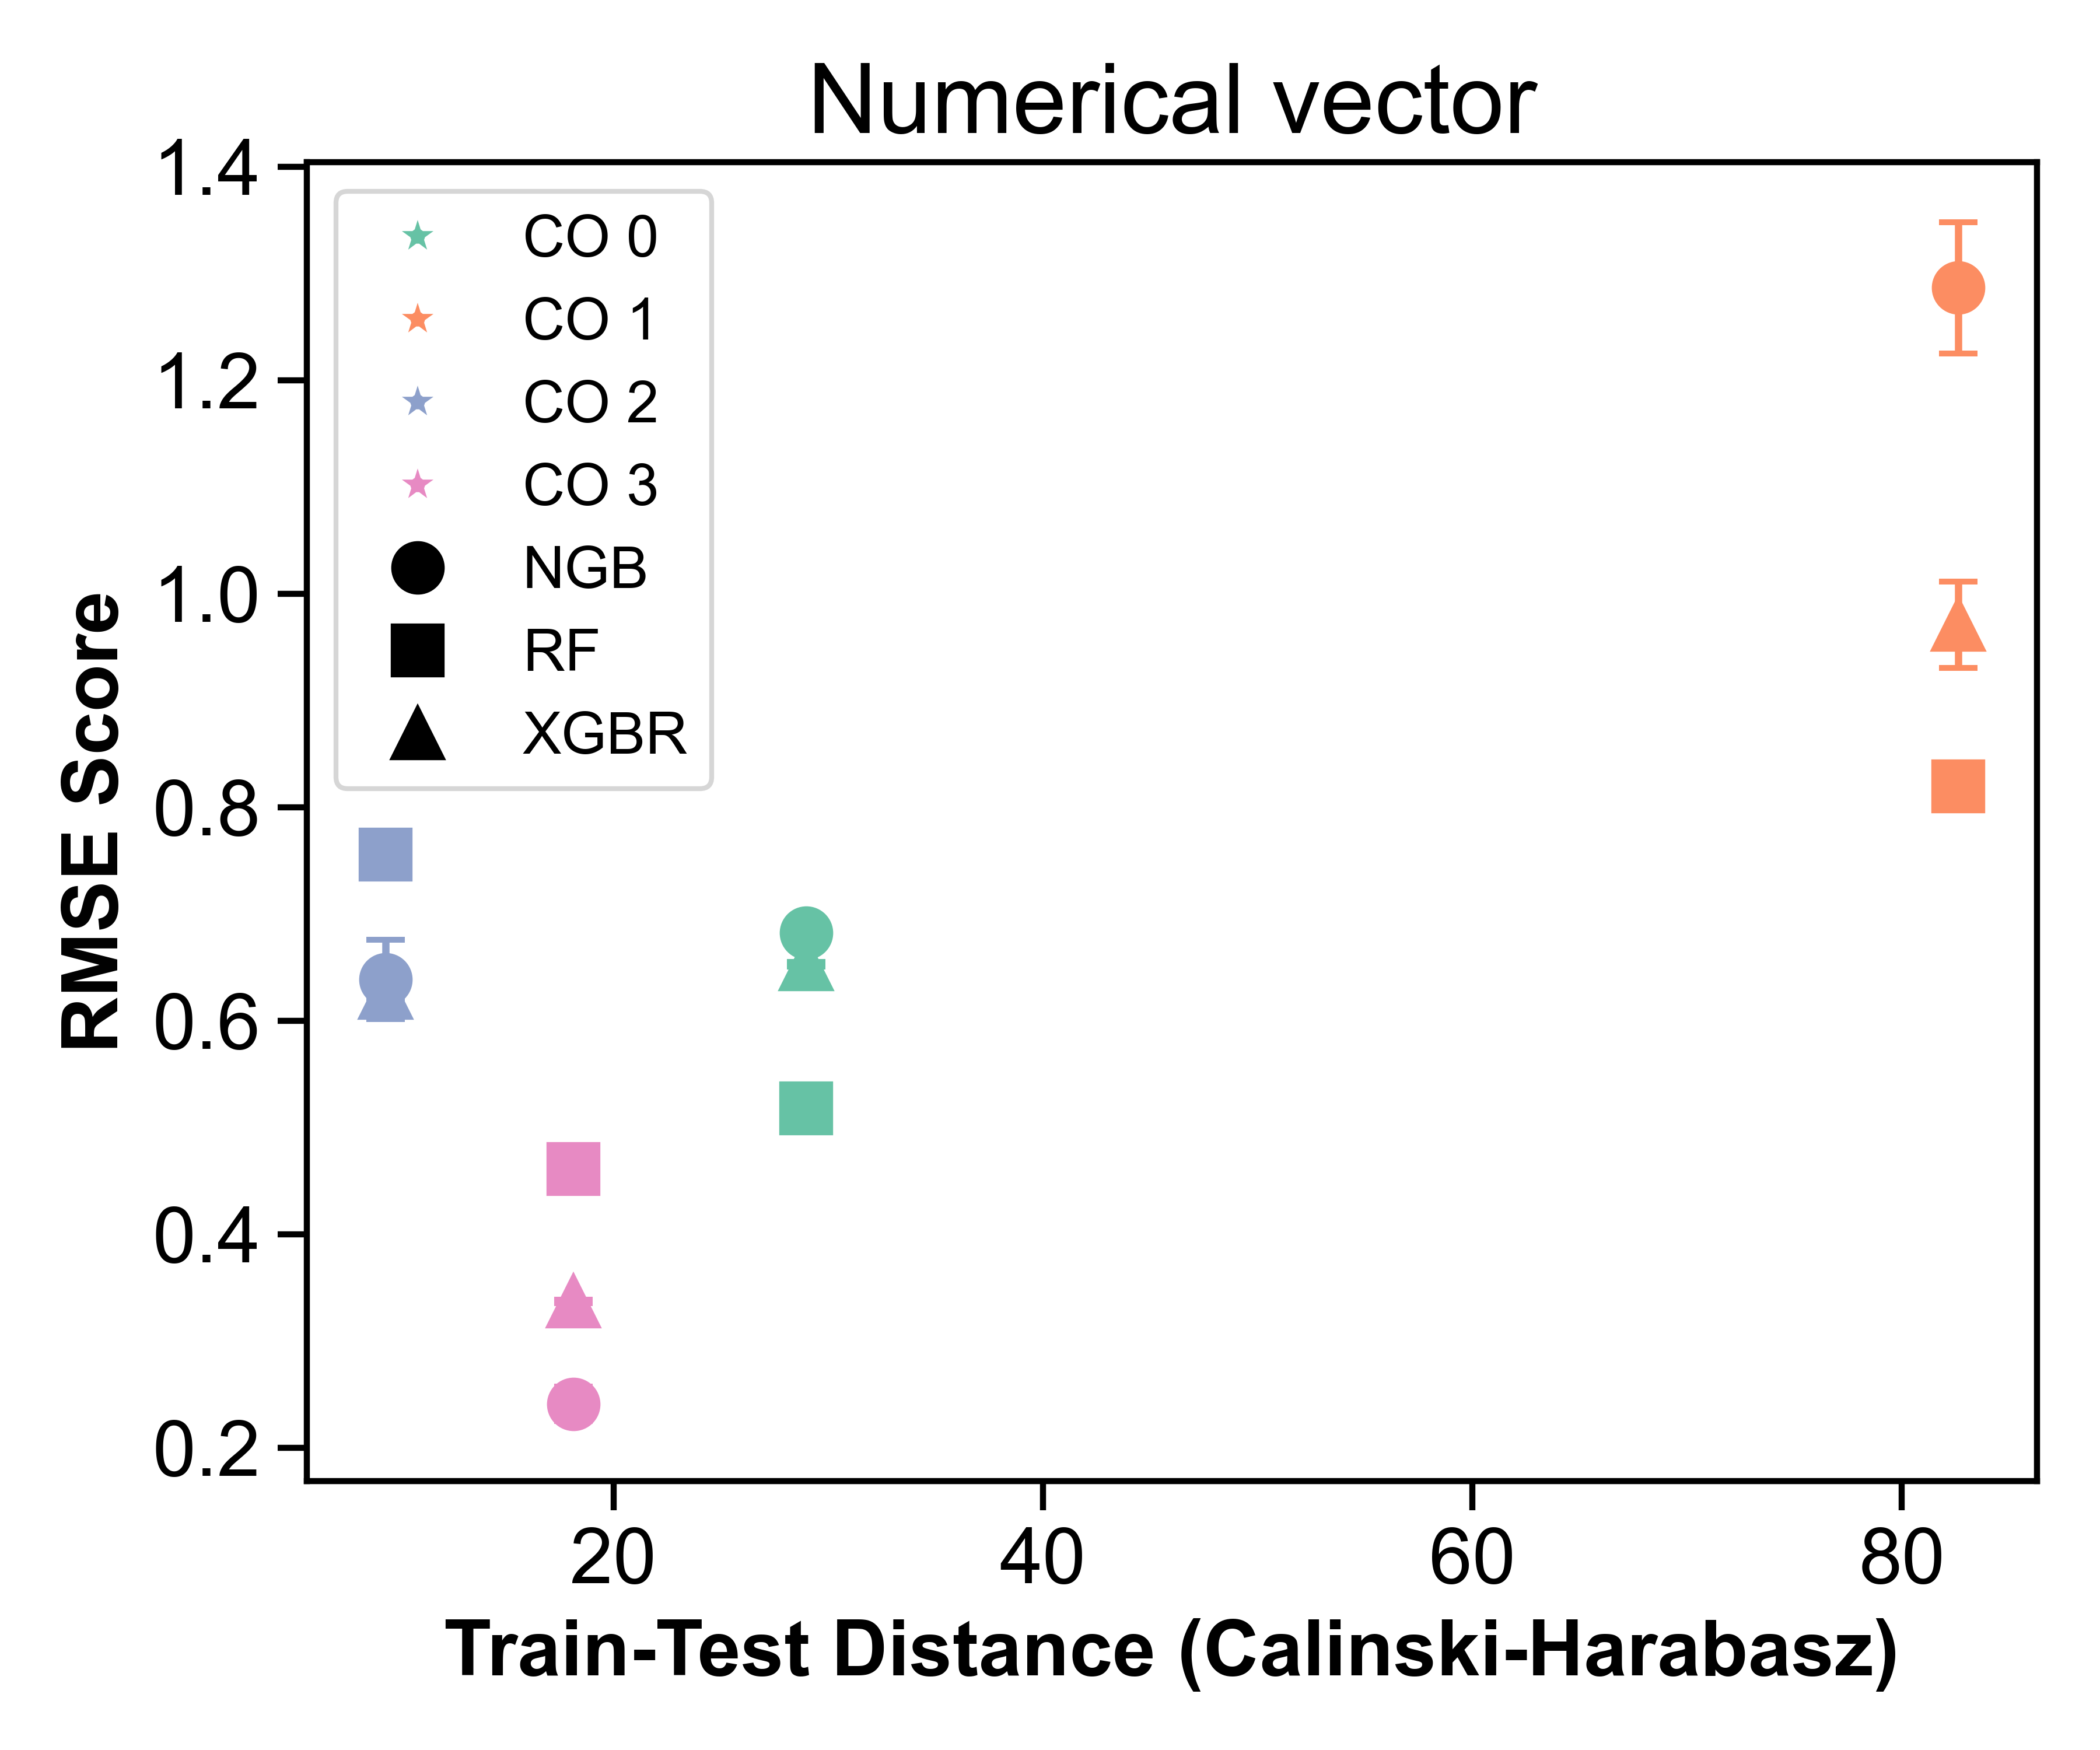 Numerical vector
1.4
1.2
1.0
0.8
0.6
0.4
0.2
RMSE Score
CO 0
CO 1
CO 2
CO 3
NGB
RF
XGBR
20 40 60 80
Train-Test Distance (Calinski-Harabasz)